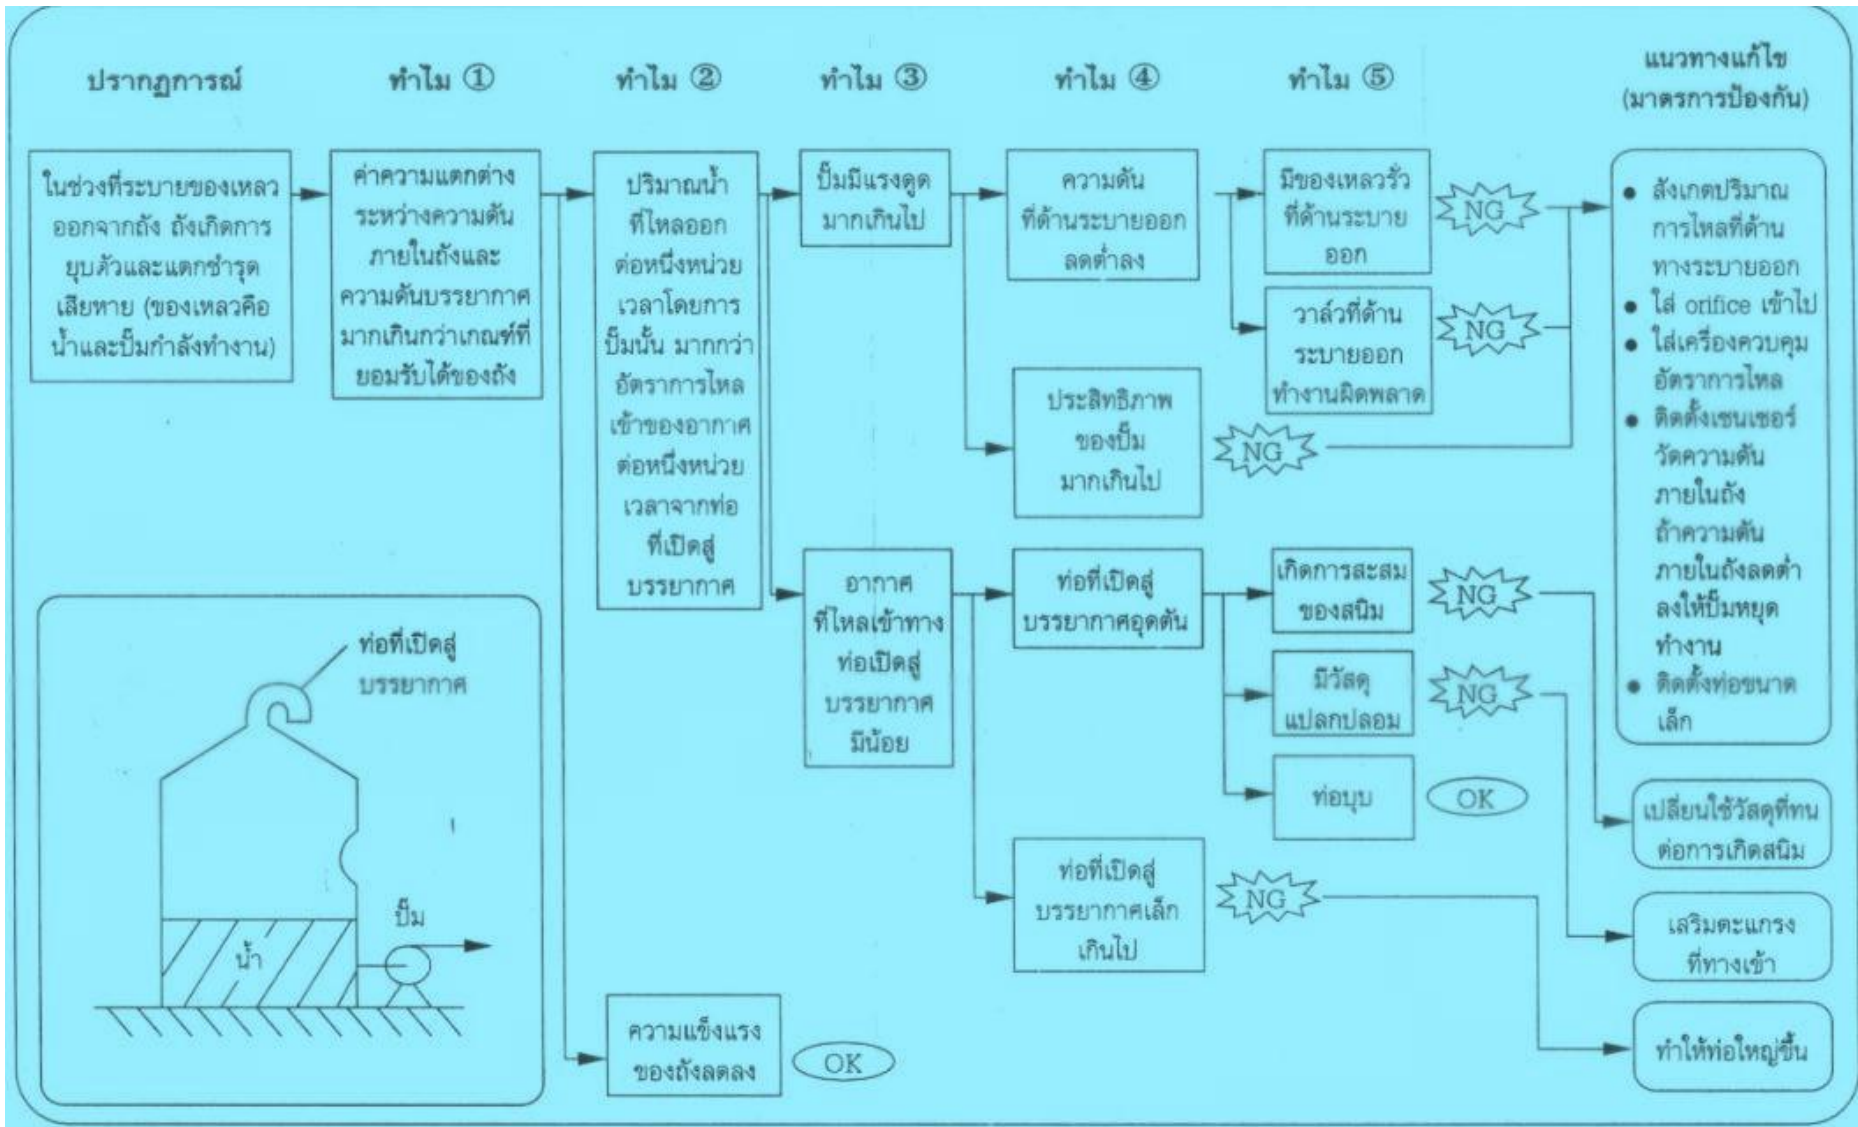 ปรากฏการณ์
ทำไม ①
ทำไม ②
ทำไม ③
ทำไม ④
ทำไม ⑤
แนวทางแก้ไข
(มาตรการป้องกัน)
ในช่วงที่ระบายของเหลว
ออกจากถัง ถังเกิดการ
ยุบตัวและแตกชำรุด
เสียหาย (ของเหลวคือ
น้ำและปั๊มกำลังทำงาน)
ค่าความแตกต่าง
ระหว่างความดัน
ภายในถังและ
ความดันบรรยากาศ
มากเกินกว่าเกณฑ์ที่
ยอมรับได้ของถัง
ปริมาณน้ำ
ที่ไหลออก
ต่อหนึ่งหน่วย
เวลาโดยการ
ปั๊มนั้น มากกว่า
อัตราการไหล
เข้าของอากาศ
ต่อหนึ่งหน่วย
เวลาจากท่อ
ที่เปิดสู่
บรรยากาศ
ความแข็งแรง
ของถังลดลง
OK
ปั๊มมีแรงดูด
มากเกินไป
อากาศ
ที่ไหลเข้าทาง
ท่อเปิดสู่
บรรยากาศ
มีน้อย
ความดัน
ที่ด้านระบายออก
ลดต่ำลง
ประสิทธิภาพ
ของปั๊ม
มากเกินไป
NG
ท่อที่เปิดสู่
บรรยากาศอุดตัน
ท่อที่เปิดสู่
บรรยากาศเล็ก
เกินไป
NG
มีของเหลวรั่ว
ที่ด้านระบาย
ออก
NG
วาล์วที่ด้าน
ระบายออก
ทำงานผิดพลาด
NG
เกิดการสะสม
ของสนิม
NG
มีวัสดุ
แปลกปลอม
NG
ท่อบุบ
OK
● สังเกตปริมาณ
การไหลที่ด้าน
ทางระบายออก
● ใส่ orifice เข้าไป
● ใส่เครื่องควบคุม
อัตราการไหล
● ติดตั้งเซนเซอร์
วัดความดัน
ภายในถัง
ถ้าความดัน
ภายในถังลดต่ำ
ลงให้ปั๊มหยุด
ทำงาน
● ติดตั้งท่อขนาด
เล็ก
เปลี่ยนใช้วัสดุที่ทน
ต่อการเกิดสนิม
เสริมตะแกรง
ที่ทางเข้า
ทำให้ท่อใหญ่ขึ้น
ท่อที่เปิดสู่
บรรยากาศ
ปั๊ม
น้ำ